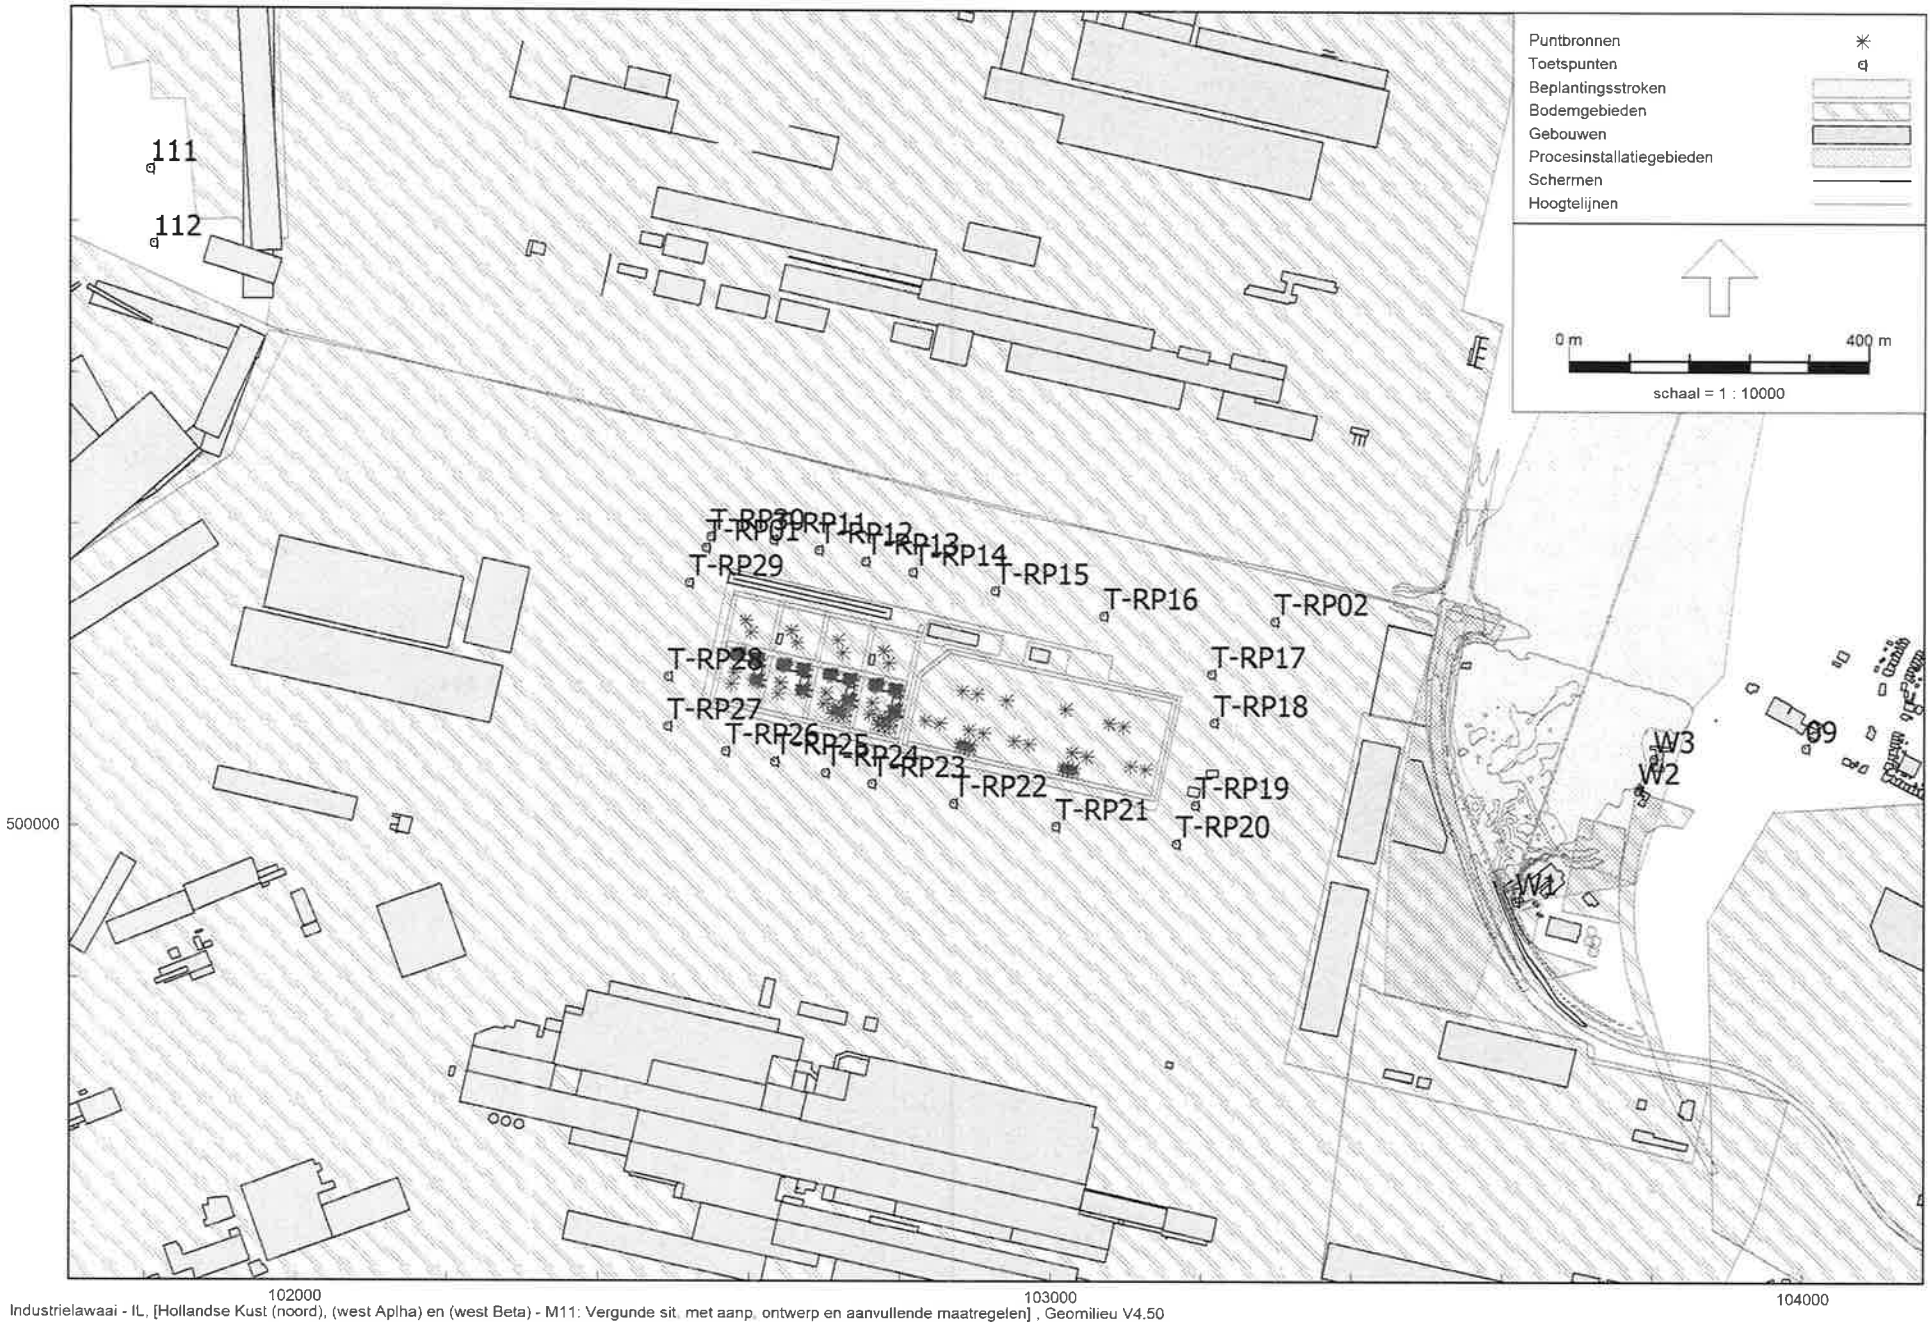 Puntbronnen
Toetspunten
Beplantingsstroken
Bodemgebieden
Gebouwen
Procesinstallatiegebieden
Schermen
Hoogtelijnen
0 m 400 m
schaal = 1 : 10000
111
112
T-RP30
T-RP01
T-RP11
T-RP12
T-RP13
T-RP14
T-RP29
T-RP15
T-RP16
T-RP02
T-RP28
T-RP17
T-RP27
T-RP18
T-RP26
T-RP25
T-RP24
T-RP23
T-RP22
T-RP21
T-RP19
T-RP20
W3
W2
W1
09
500000
102000
103000
104000
Industrielawaai - IL, [Hollandse Kust (noord), (west Aplha) en (west Beta) - M11: Vergunde sit. met aanp. ontwerp en aanvullende maatregelen] , Geomilieu V4.50